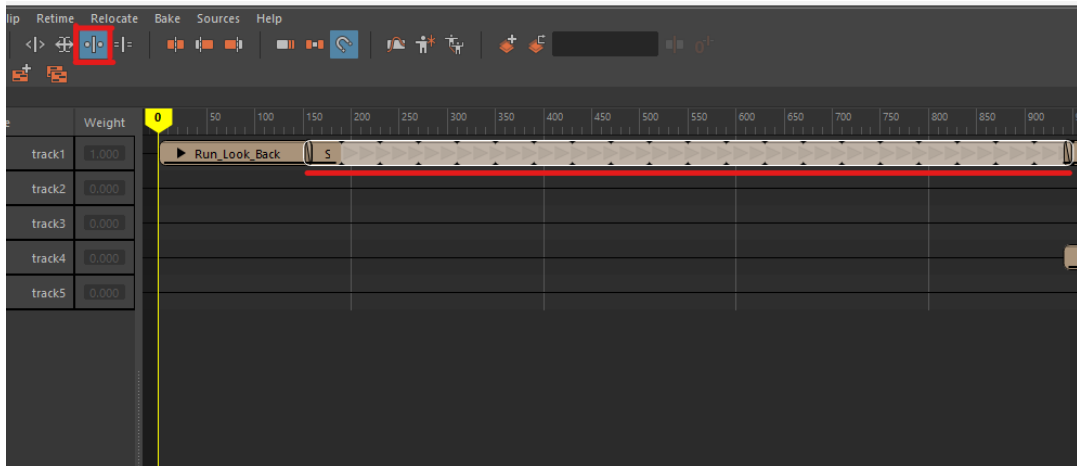 lip Retime Relocate Bake Sources Help
Weight 0 50 100 150 200 250 300 350 400 450 500 550 600 650 700 750 800 850 900
track1 1.000 Run_Look_Back S
track2 0.000
track3 0.000
track4 0.000
track5 0.000